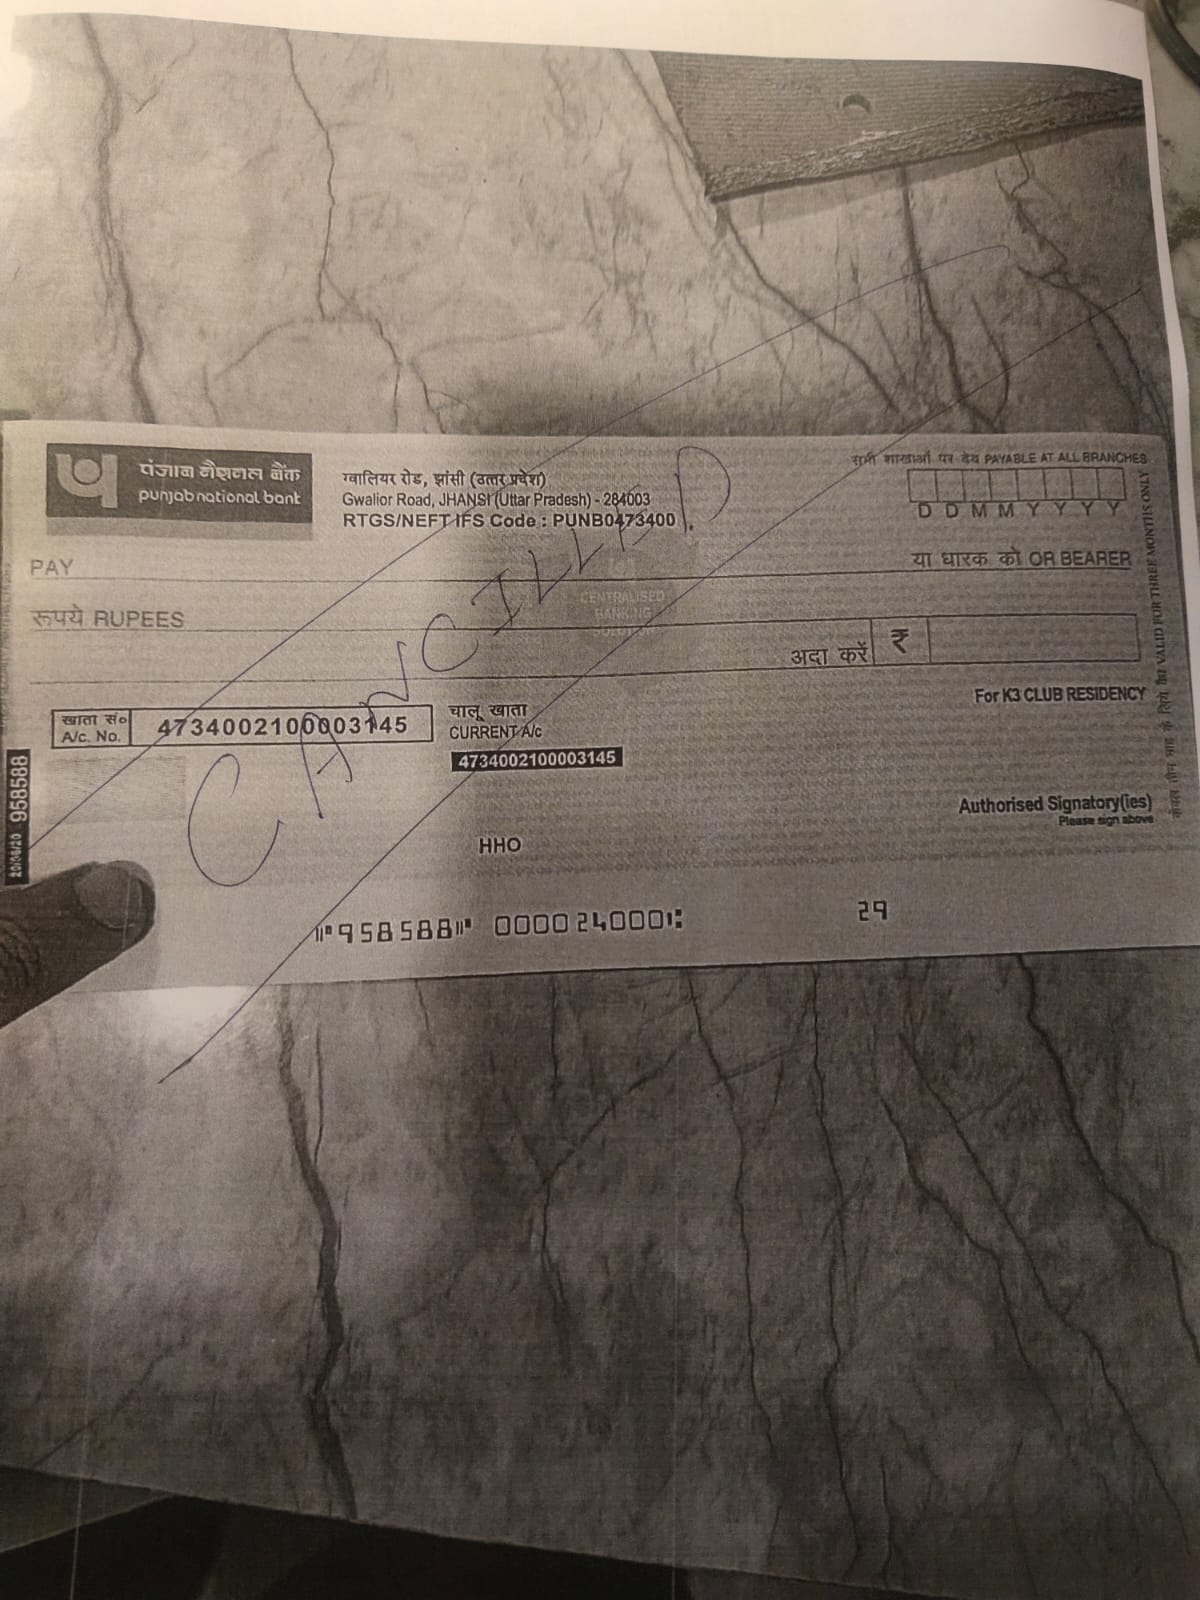 पंजाब नैशनल बैंक
punjab national bank
ग्वालियर रोड, झांसी (उत्तर प्रदेश)
Gwalior Road, JHANSI (Uttar Pradesh) - 284003
RTGS/NEFT IFS Code : PUNB0473400
सभी शाखाओं पर देय PAYABLE AT ALL BRANCHES
D D M M Y Y Y Y
PAY
या धारक को OR BEARER
रूपये RUPEES
CENTRALISED
BANKING
अदा करें ₹
CANCILLED
For K3 CLUB RESIDENCY
खाता सं०
A/c. No.
4734002100003145
चालू खाता
CURRENT A/c
4734002100003145
Authorised Signatory(ies)
Please sign above
HHO
958588
⑈958588⑈ 000024000⑆ 29
VALID FOR THREE MONTHS ONLY